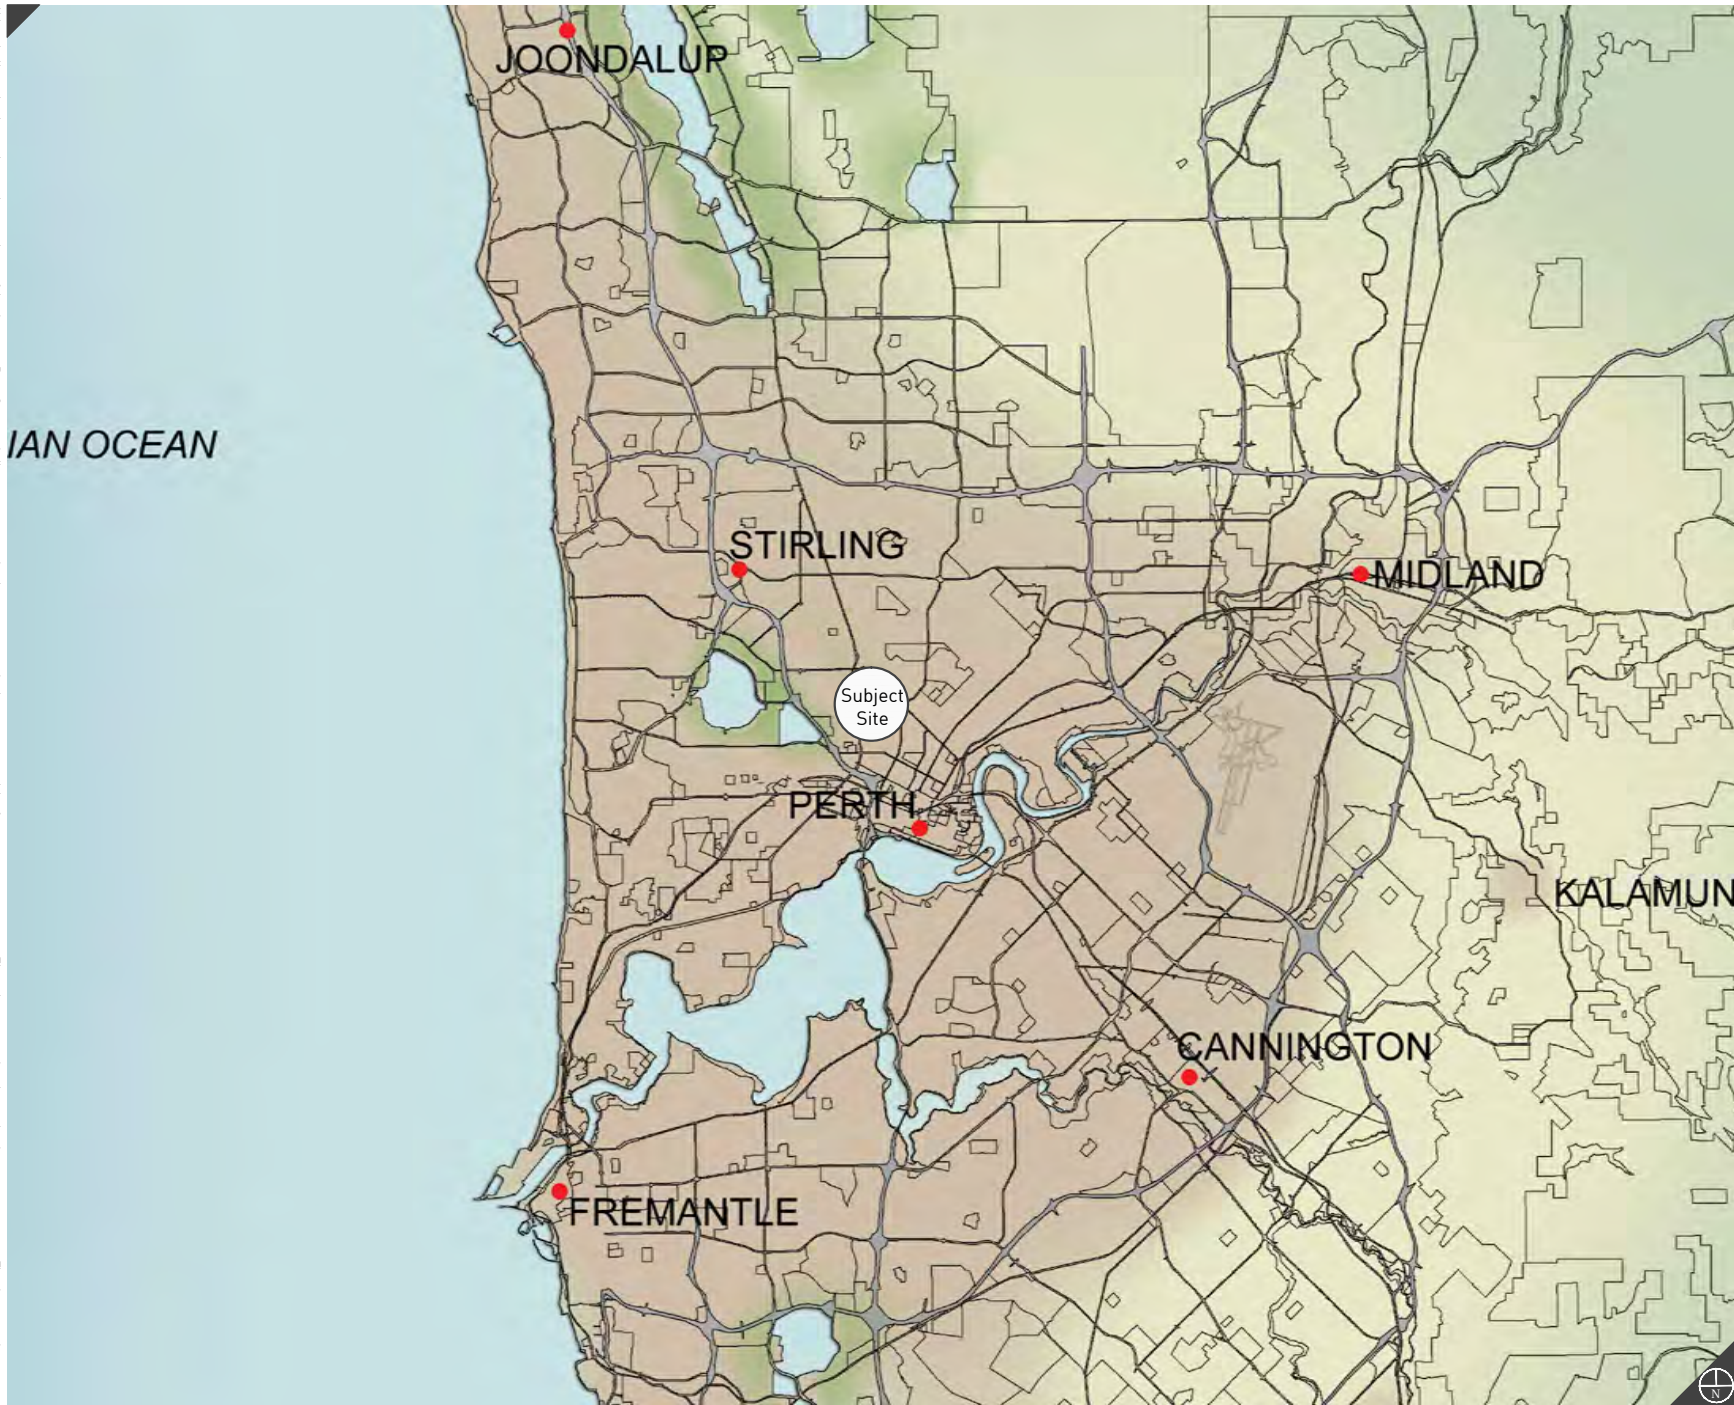 JOONDALUP
IAN OCEAN
STIRLING
MIDLAND
Subject
Site
PERTH
KALAMUN
CANNINGTON
FREMANTLE
N